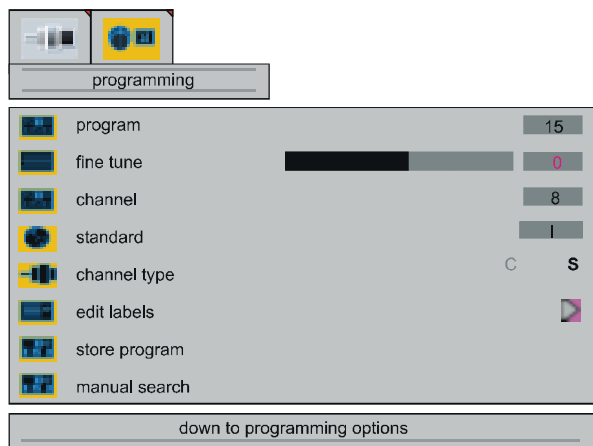 programming
program 15
fine tune 0
channel 8
standard I
channel type C S
edit labels
store program
manual search
down to programming options